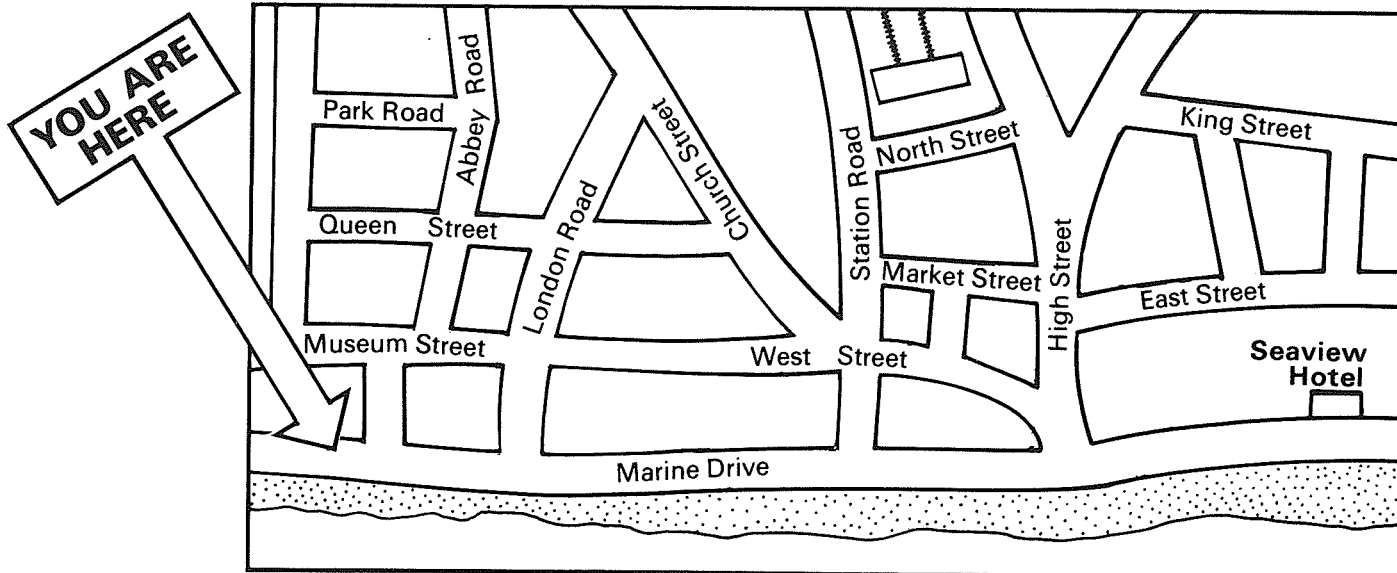 YOU ARE
HERE
Park Road
Abbey Road
Queen Street
London Road
Church Street
Museum Street
West Street
Station Road
North Street
Market Street
High Street
King Street
East Street
Seaview
Hotel
Marine Drive